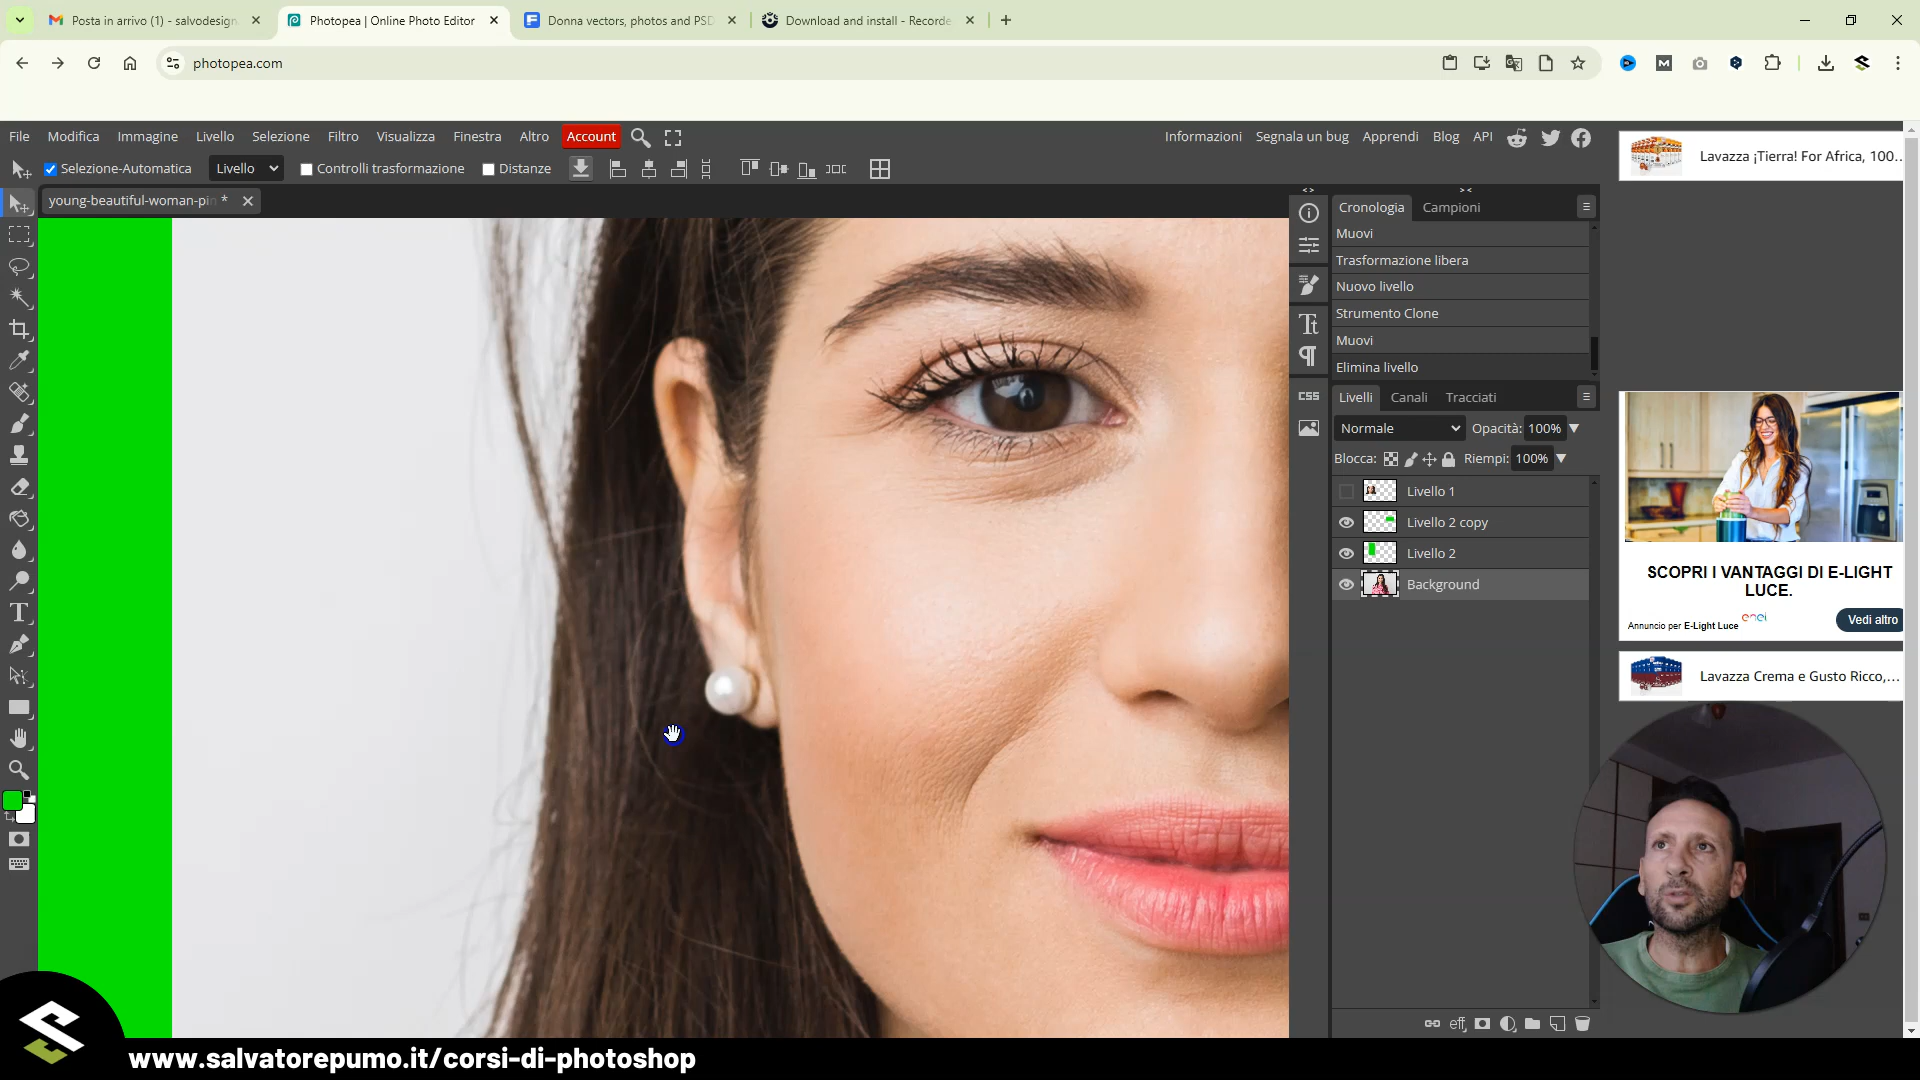 Posta in arrivo (1) - salvodesign
Photopea | Online Photo Editor
Donna vectors, photos and PSD
Download and install - Recorde
photopea.com
File Modifica Immagine Livello Selezione Filtro Visualizza Finestra Altro Account
Informazioni Segnala un bug Apprendi Blog API
Selezione-Automatica Livello Controlli trasformazione Distanze
young-beautiful-woman-pin *
Cronologia Campioni
Muovi
Trasformazione libera
Nuovo livello
Strumento Clone
Muovi
Elimina livello
CSS
Livelli Canali Tracciati
Normale Opacità: 100%
Blocca: Riempi: 100%
Livello 1
Livello 2 copy
Livello 2
Background
eff
Lavazza ¡Tierra! For Africa, 100...
SCOPRI I VANTAGGI DI E-LIGHT
LUCE.
Annuncio per E-Light Luce
enel
Vedi altro
Lavazza Crema e Gusto Ricco,...
www.salvatorepumo.it/corsi-di-photoshop